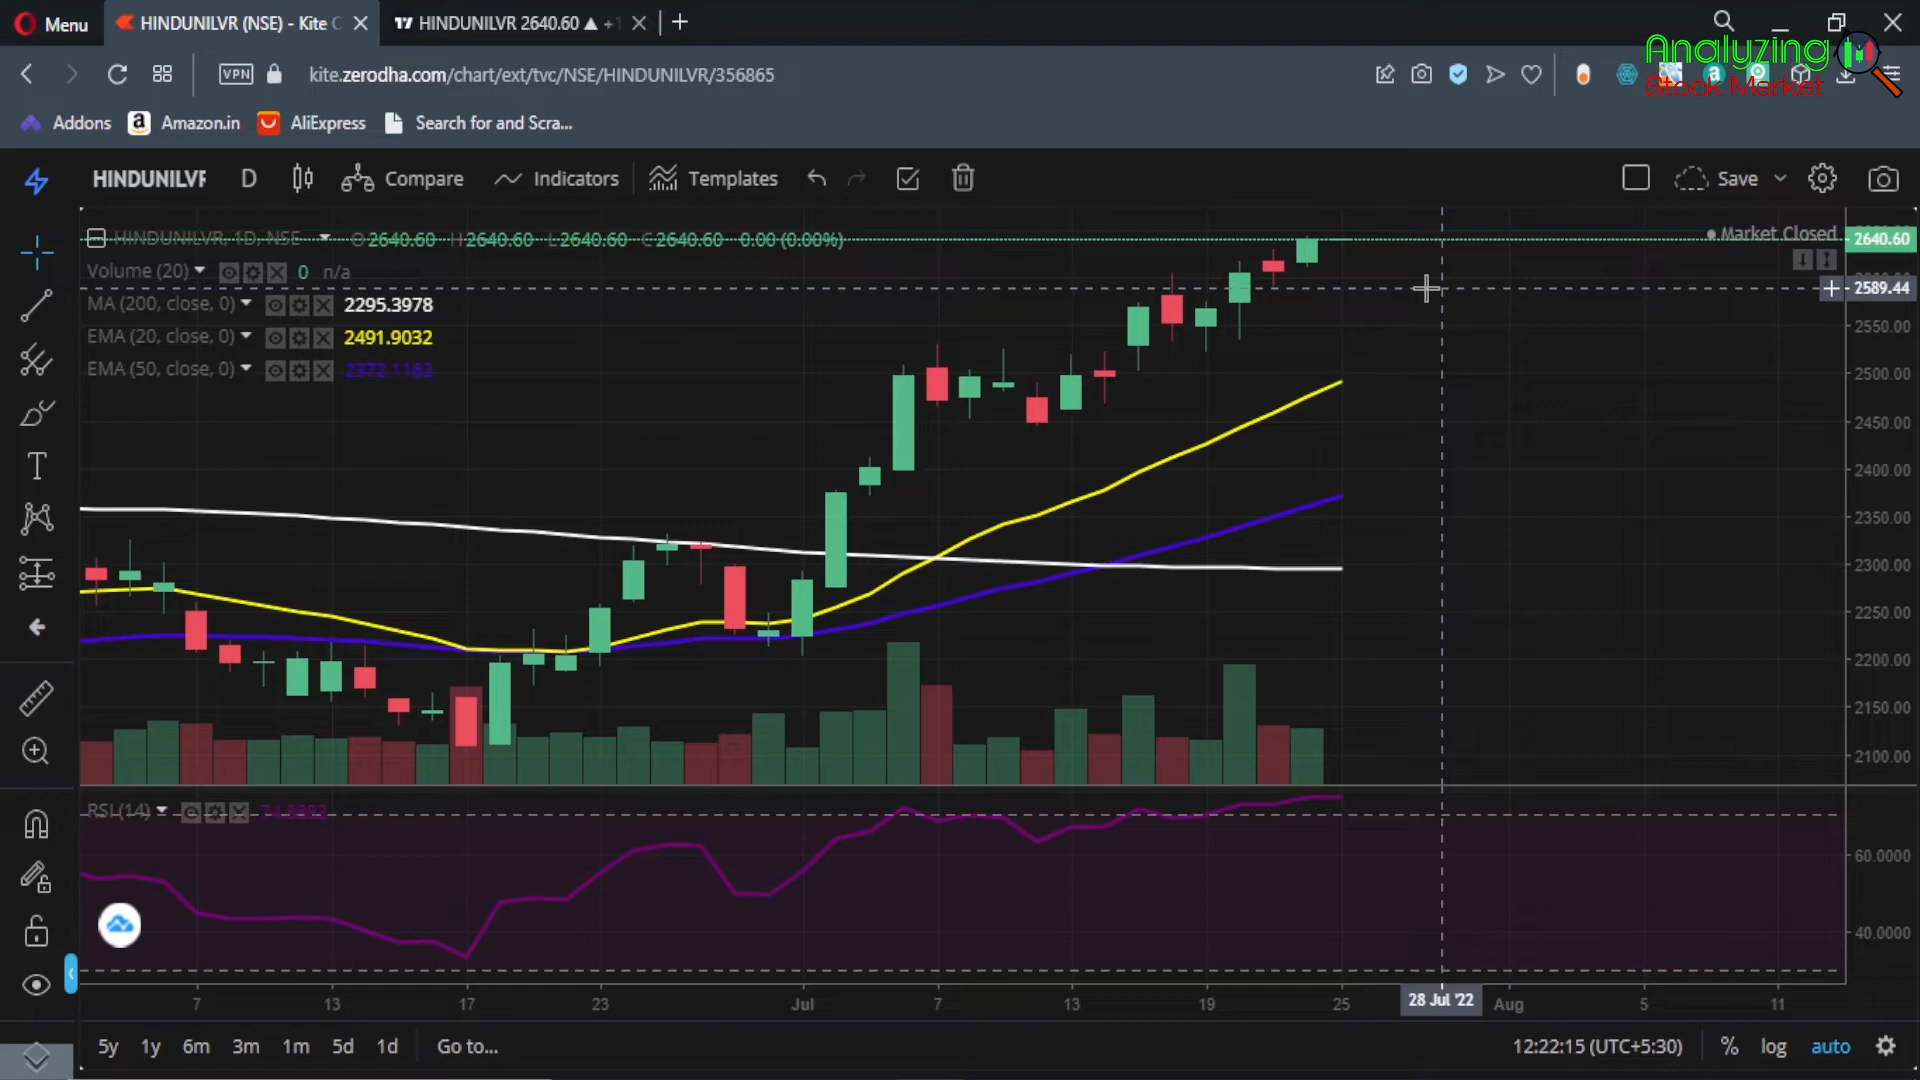 Menu
HINDUNILVR (NSE) - Kite C
HINDUNILVR 2640.60 ▲ +1
VPN
kite.zerodha.com/chart/ext/tvc/NSE/HINDUNILVR/356865
Analyzing
Stock Market
Addons
Amazon.in
AliExpress
Search for and Scra...
HINDUNILVR
D
Compare
Indicators
Templates
Save
HINDUNILVR, 1D, NSE
O 2640.60 H 2640.60 L 2640.60 C 2640.60 0.00 (0.00%)
Market Closed
2640.60
Volume (20)
0 n/a
2589.44
MA (200, close, 0)
2295.3978
EMA (20, close, 0)
2491.9032
EMA (50, close, 0)
2372.1162
2550.00
2500.00
2450.00
2400.00
2350.00
2300.00
2250.00
2200.00
2150.00
2100.00
RSI (14)
60.0000
40.0000
7 13 17 23 Jul 7 13 19 25 28 Jul '22 Aug 5 11
5y 1y 6m 3m 1m 5d 1d Go to...
12:22:15 (UTC+5:30) % log auto